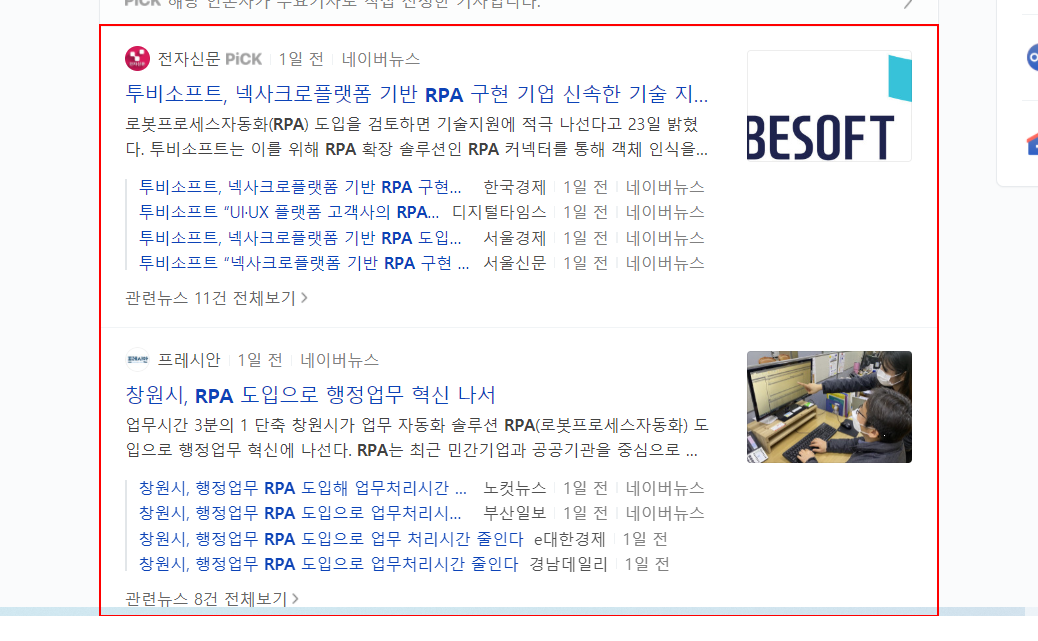 PiCK 해당 언론사가 주요기사로 직접 선정한 기사입니다.
전자신문 PiCK 1일 전 네이버뉴스
투비소프트, 넥사크로플랫폼 기반 RPA 구현 기업 신속한 기술 지...
로봇프로세스자동화(RPA) 도입을 검토하면 기술지원에 적극 나선다고 23일 밝혔
다. 투비소프트는 이를 위해 RPA 확장 솔루션인 RPA 커넥터를 통해 객체 인식을...
BESOFT
투비소프트, 넥사크로플랫폼 기반 RPA 구현... 한국경제 1일 전 네이버뉴스
투비소프트 “UI·UX 플랫폼 고객사의 RPA... 디지털타임스 1일 전 네이버뉴스
투비소프트, 넥사크로플랫폼 기반 RPA 도입... 서울경제 1일 전 네이버뉴스
투비소프트 “넥사크로플랫폼 기반 RPA 구현 ... 서울신문 1일 전 네이버뉴스
관련뉴스 11건 전체보기
프레시안 1일 전 네이버뉴스
창원시, RPA 도입으로 행정업무 혁신 나서
업무시간 3분의 1 단축 창원시가 업무 자동화 솔루션 RPA(로봇프로세스자동화) 도
입으로 행정업무 혁신에 나선다. RPA는 최근 민간기업과 공공기관을 중심으로 ...
창원시, 행정업무 RPA 도입해 업무처리시간 ... 노컷뉴스 1일 전 네이버뉴스
창원시, 행정업무 RPA 도입으로 업무처리시... 부산일보 1일 전 네이버뉴스
창원시, 행정업무 RPA 도입으로 업무 처리시간 줄인다 e대한경제 1일 전
창원시, 행정업무 RPA 도입으로 업무처리시간 줄인다 경남데일리 1일 전
관련뉴스 8건 전체보기